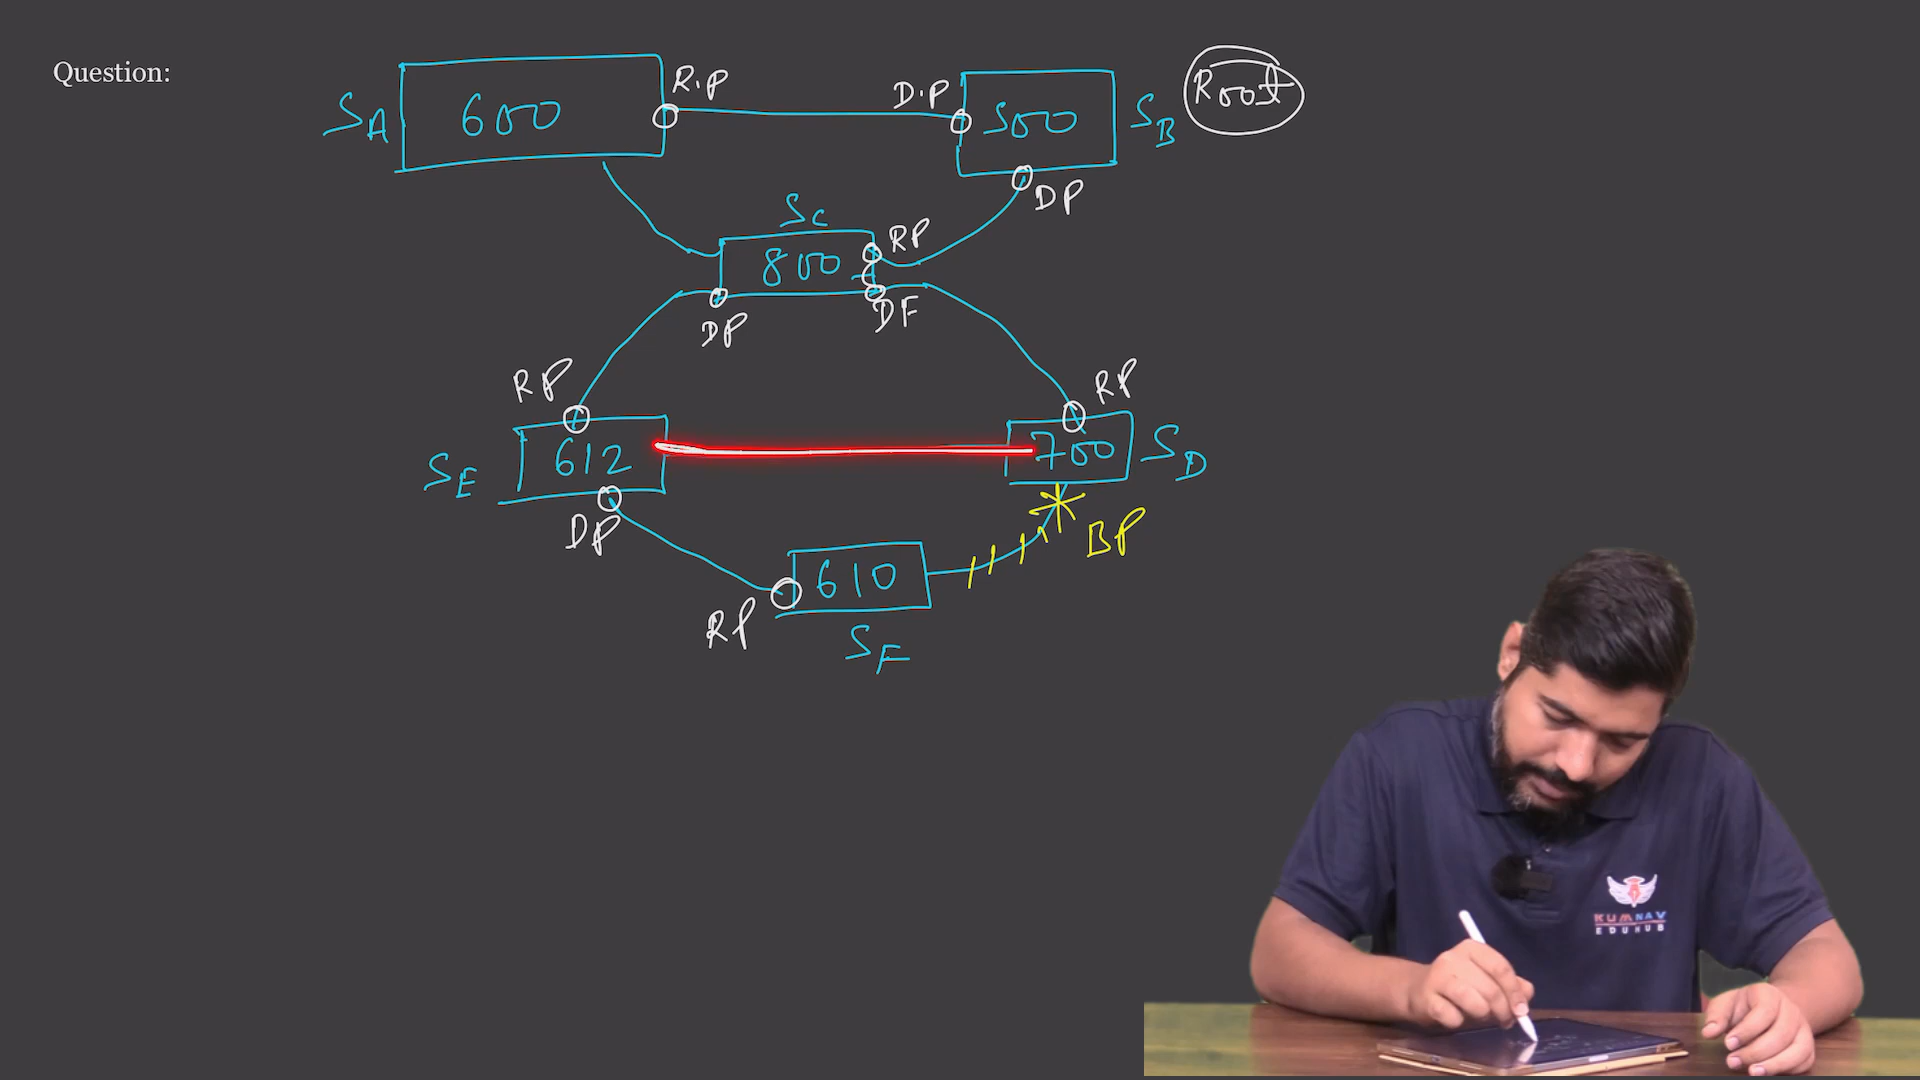 Question:
R.P
D.P
SA
600
500
SB
Root
DP
SC
RP
800
DP
DF
RP
RP
SE
612
700
SD
DP
BP
610
RP
SF
KUMNAV
EDUHUB